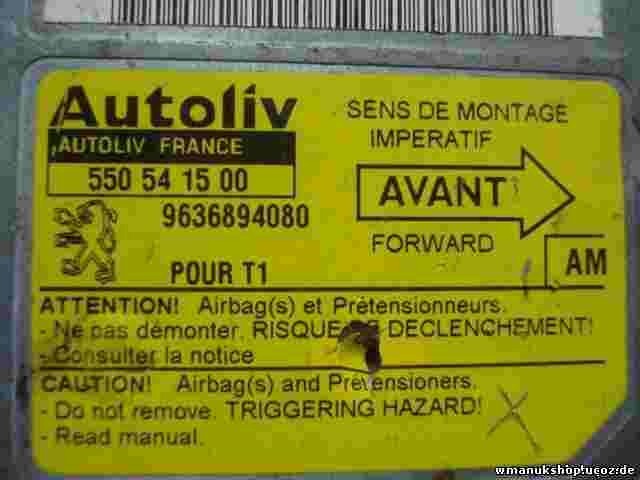 Autoliv
AUTOLIV FRANCE
550 54 15 00
9636894080
POUR T1
SENS DE MONTAGE
IMPERATIF
AVANT
FORWARD
AM
ATTENTION! Airbag(s) et Prétensionneurs.
- Ne pas démonter. RISQUE DE DECLENCHEMENT!
- Consulter la notice
CAUTION! Airbag(s) and Pretensioners.
- Do not remove. TRIGGERING HAZARD!
- Read manual.
wmanukshop.ucoz.de